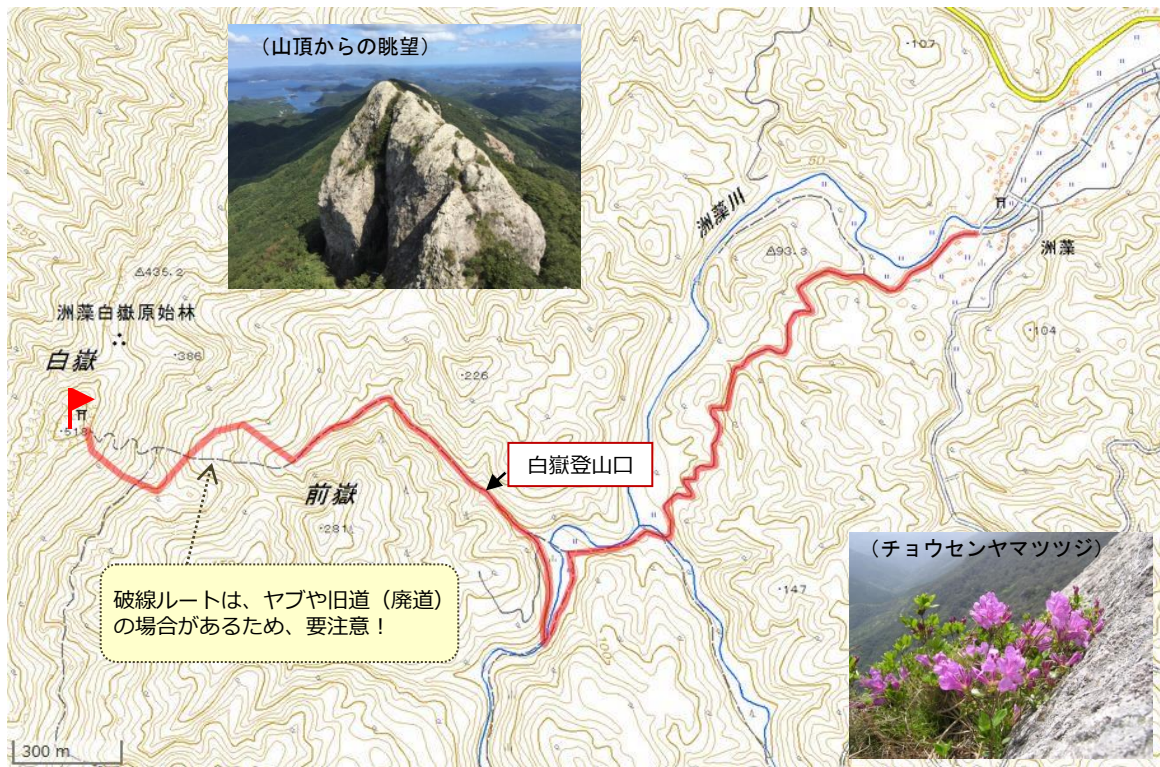 （山頂からの眺望）
・107
60
洲藻川
△93.3
洲藻
・104
△435.2
洲藻白嶽原始林
白嶽
・386
・226
・518
白嶽登山口
前嶽
・281
100
・147
破線ルートは、ヤブや旧道（廃道）
の場合があるため、要注意！
（チョウセンヤマツツジ）
300 m